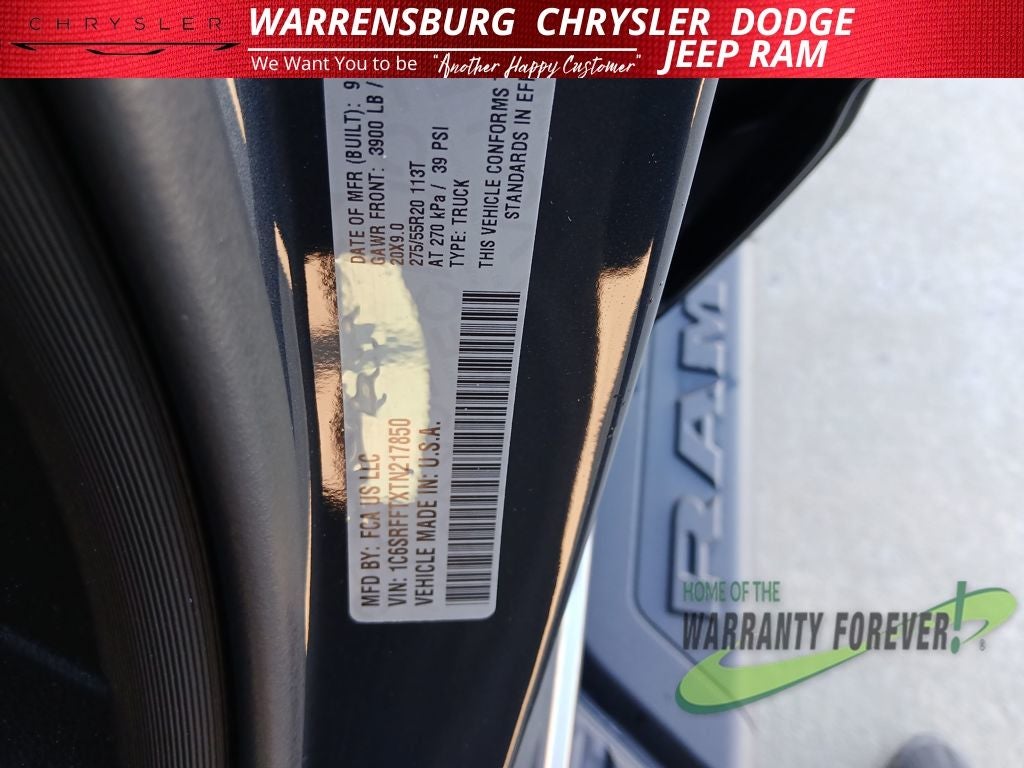 CHRYSLER
WARRENSBURG CHRYSLER DODGE
JEEP RAM
We Want You to be "Another Happy Customer"
DATE OF MFR (BUILT): 9
GAWR FRONT: 3900 LB /
20X9.0
275/55R20 113T
AT 270 kPa / 39 PSI
TYPE: TRUCK
THIS VEHICLE CONFORMS
STANDARDS IN EF
MFD BY: FCA US LLC
VIN: 1C6SRFFTXTN217850
VEHICLE MADE IN: U.S.A.
RAM
HOME OF THE
WARRANTY FOREVER!®